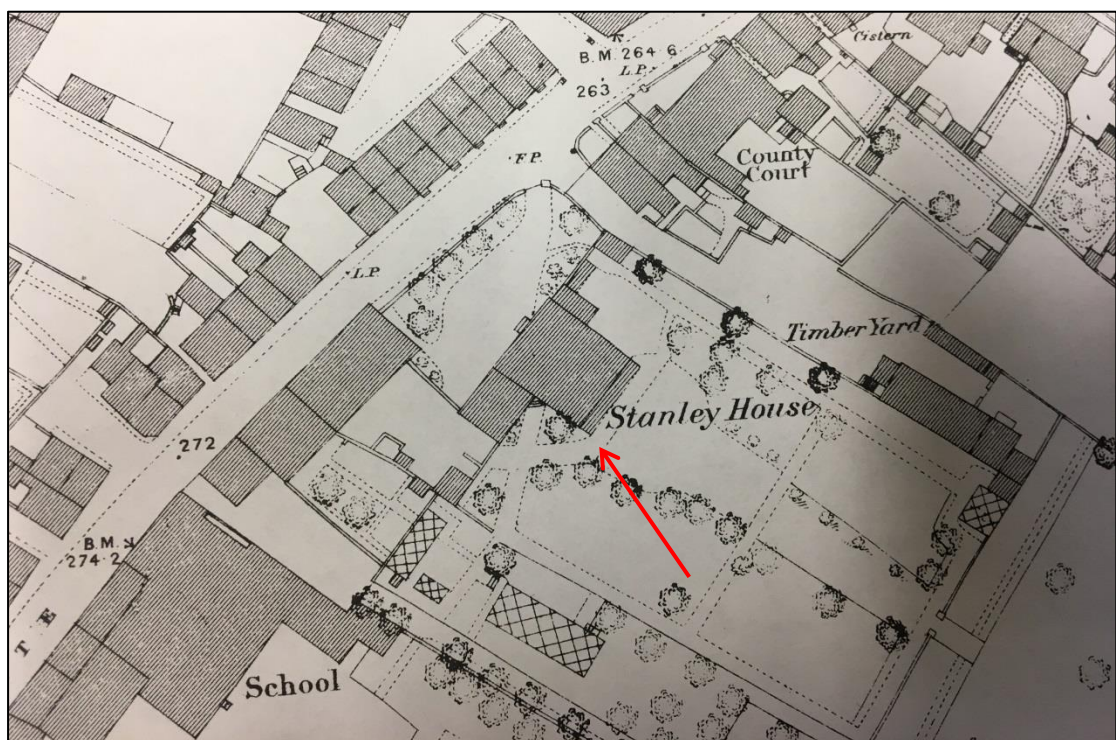 Cistern
B.M. 264·6
L.P.
263
F.P.
County
Court
L.P.
Timber Yard
Stanley House
272
B.M.
274·2
T E
School